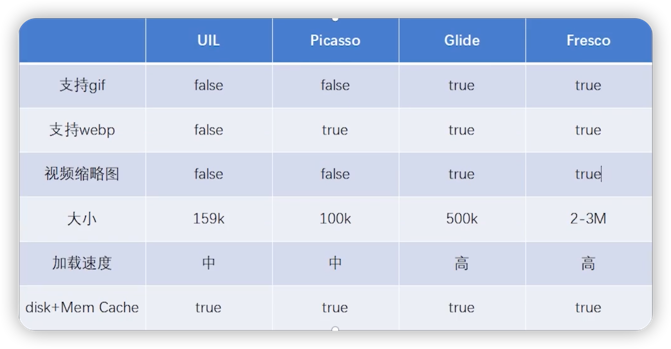 UIL Picasso Glide Fresco
支持gif false false true true
支持webp false true true true
视频缩略图 false false true true
大小 159k 100k 500k 2-3M
加载速度 中 中 高 高
disk+Mem Cache true true true true